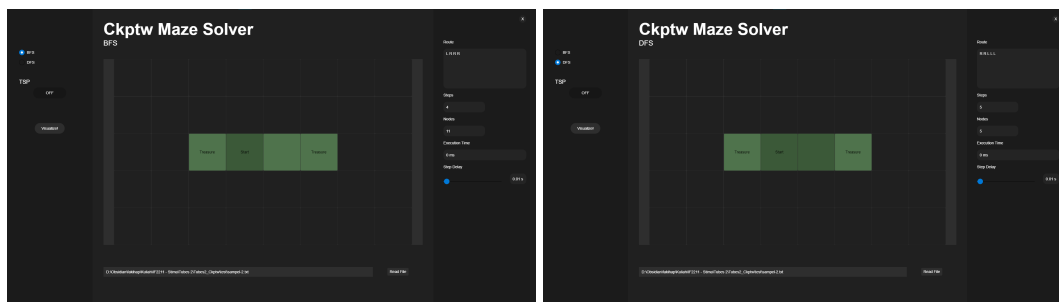 Ckptw Maze Solver
BFS
BFS
DFS
TSP
OFF
Visualize!
Treasure
Start
Treasure
Route
L R R R
Steps
4
Nodes
11
Execution Time
0 ms
Step Delay
0.01 s
Read File
x
Ckptw Maze Solver
DFS
BFS
DFS
TSP
OFF
Visualize!
Treasure
Start
Treasure
Route
R R L L L
Steps
5
Nodes
5
Execution Time
0 ms
Step Delay
0.01 s
Read File
x